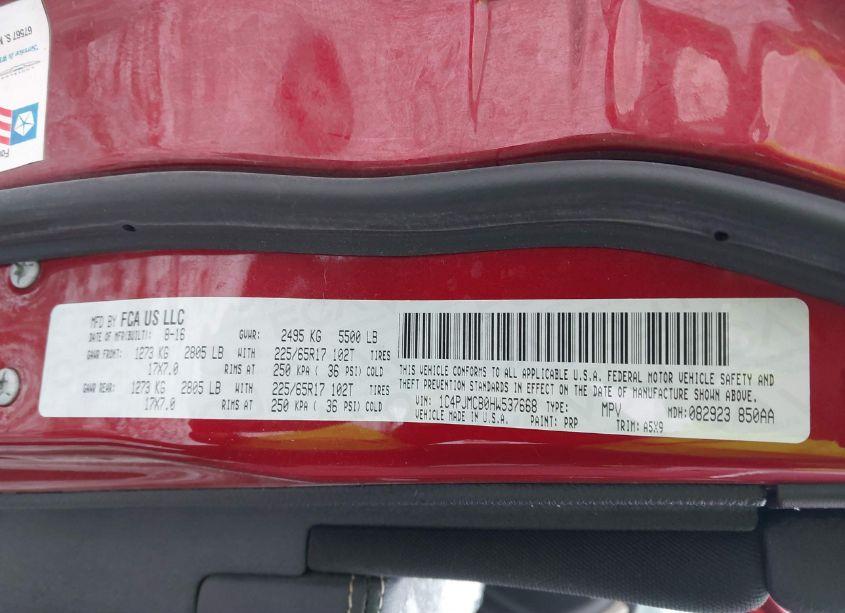 67567 S. M
MFD BY FCA US LLC
DATE OF MFR(BUILT): 8-16 GVWR: 2495 KG 5500 LB
GAWR FRONT: 1273 KG 2805 LB WITH 225/65R17 102T TIRES
17X7.0 RIMS AT 250 KPA ( 36 PSI) COLD
GAWR REAR: 1273 KG 2805 LB WITH 225/65R17 102T TIRES
17X7.0 RIMS AT 250 KPA ( 36 PSI) COLD
THIS VEHICLE CONFORMS TO ALL APPLICABLE U.S.A. FEDERAL MOTOR VEHICLE SAFETY AND
THEFT PREVENTION STANDARDS IN EFFECT ON THE DATE OF MANUFACTURE SHOWN ABOVE.
VIN: 1C4PJMCB0HW537668 TYPE: MPV MDH: 082923 850AA
VEHICLE MADE IN U.S.A. PAINT: PRP TRIM: A5X9